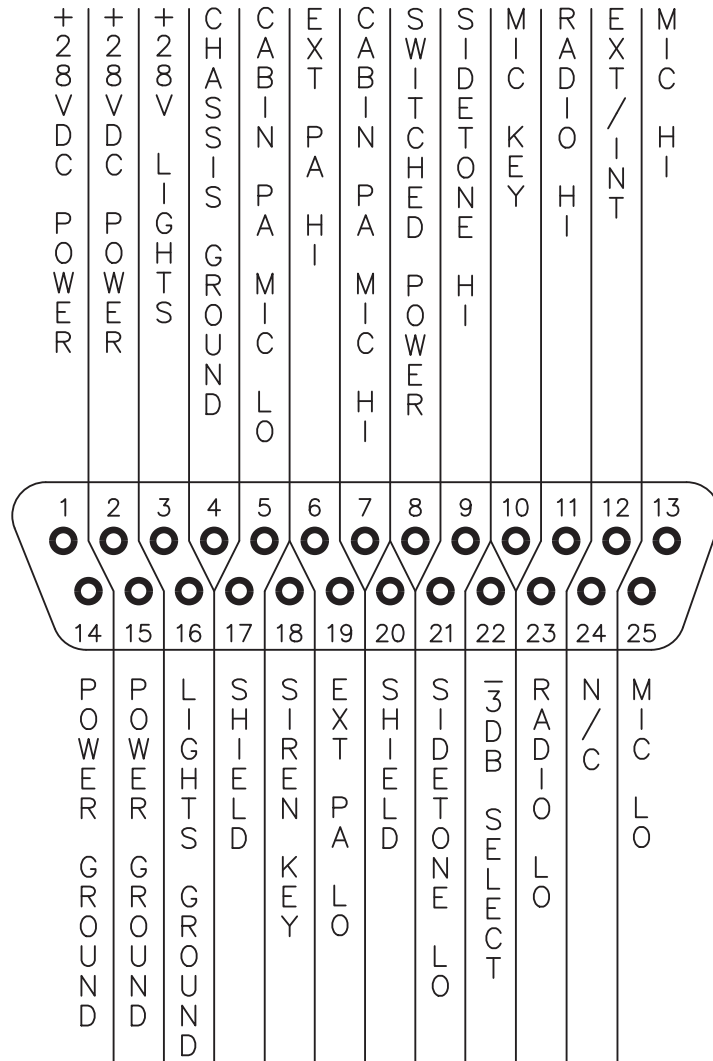 +28VDC POWER
+28VDC POWER
+28V LIGHTS
CHASSIS GROUND
CABIN PA MIC LO
EXT PA HI
CABIN PA MIC HI
SWITCHED POWER
SIDETONE HI
MIC KEY
RADIO HI
EXT/INT
MIC HI
1 2 3 4 5 6 7 8 9 10 11 12 13
14 15 16 17 18 19 20 21 22 23 24 25
POWER GROUND
POWER GROUND
LIGHTS GROUND
SHIELD
SIREN KEY
EXT PA LO
SHIELD
SIDETONE LO
-3DB SELECT
RADIO LO
N/C
MIC LO